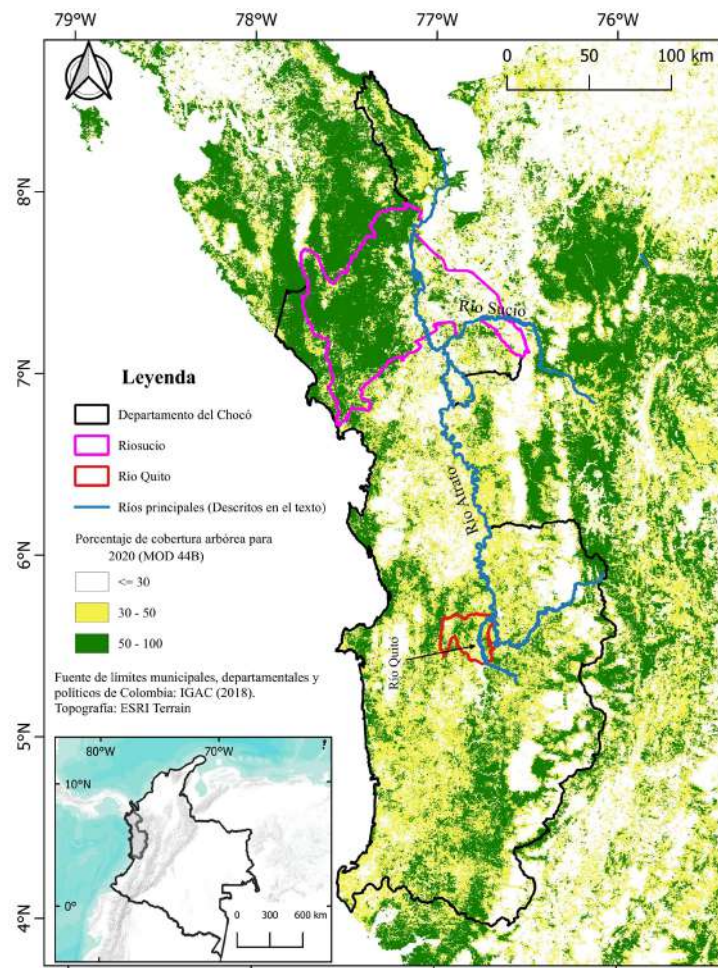 79°W
78°W
77°W
76°W
0 50 100 km
8°N
7°N
6°N
5°N
4°N
Río Sucio
Río Atrato
Río Quito
Leyenda
Departamento del Chocó
Riosucio
Río Quito
Ríos principales (Descritos en el texto)
Porcentaje de cobertura arbórea para
2020 (MOD 44B)
<= 30
30 - 50
50 - 100
Fuente de límites municipales, departamentales y
políticos de Colombia: IGAC (2018).
Topografía: ESRI Terrain
80°W
70°W
10°N
0°
0 300 600 km